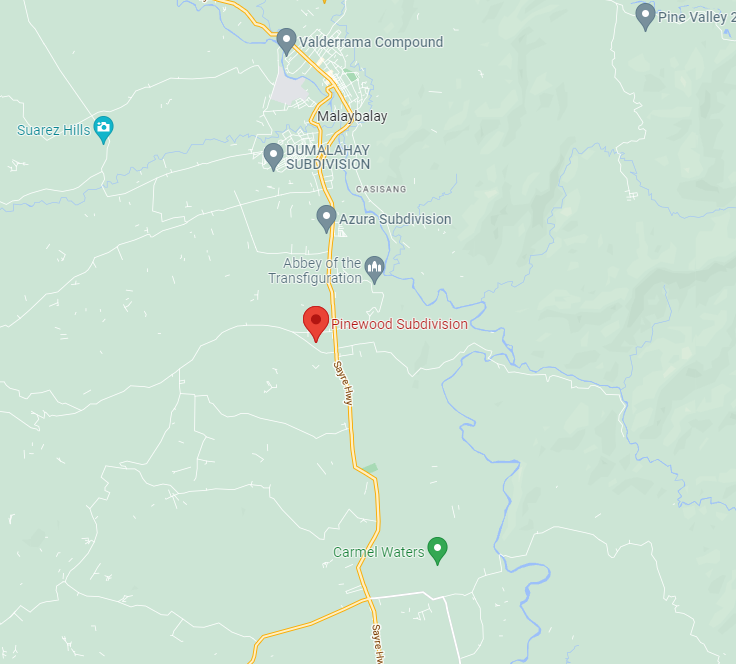 Pine Valley 2
Valderrama Compound
Malaybalay
Suarez Hills
DUMALAHAY
SUBDIVISION
CASISANG
Azura Subdivision
Abbey of the
Transfiguration
Pinewood Subdivision
Sayre Hwy
Carmel Waters
Sayre Hw